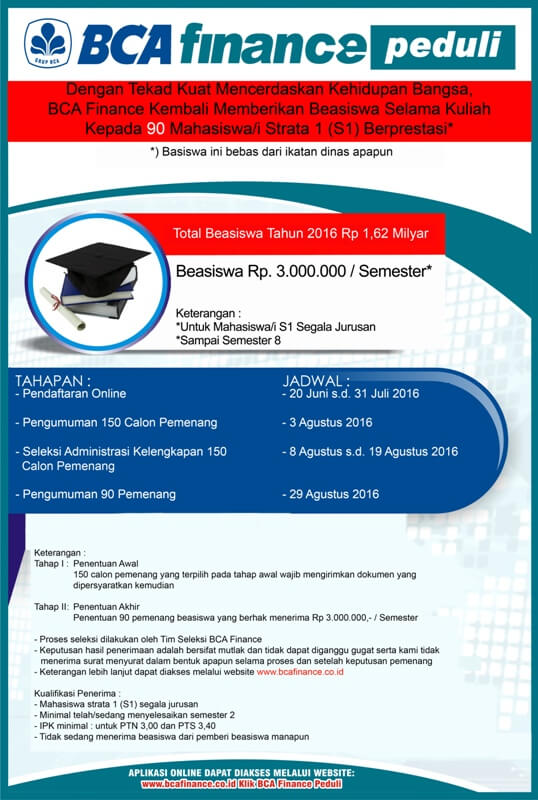 GRUP BCA
BCA finance peduli
Dengan Tekad Kuat Mencerdaskan Kehidupan Bangsa,
BCA Finance Kembali Memberikan Beasiswa Selama Kuliah
Kepada 90 Mahasiswa/i Strata 1 (S1) Berprestasi*
*) Basiswa ini bebas dari ikatan dinas apapun
Total Beasiswa Tahun 2016 Rp 1,62 Milyar
Beasiswa Rp. 3.000.000 / Semester*
Keterangan :
*Untuk Mahasiswa/i S1 Segala Jurusan
*Sampai Semester 8
TAHAPAN : JADWAL :
- Pendaftaran Online - 20 Juni s.d. 31 Juli 2016
- Pengumuman 150 Calon Pemenang - 3 Agustus 2016
- Seleksi Administrasi Kelengkapan 150 - 8 Agustus s.d. 19 Agustus 2016
Calon Pemenang
- Pengumuman 90 Pemenang - 29 Agustus 2016
Keterangan :
Tahap I : Penentuan Awal
150 calon pemenang yang terpilih pada tahap awal wajib mengirimkan dokumen yang
dipersyaratkan kemudian
Tahap II: Penentuan Akhir
Penentuan 90 pemenang beasiswa yang berhak menerima Rp 3.000.000,- / Semester
- Proses seleksi dilakukan oleh Tim Seleksi BCA Finance
- Keputusan hasil penerimaan adalah bersifat mutlak dan tidak dapat diganggu gugat serta kami tidak
menerima surat menyurat dalam bentuk apapun selama proses dan setelah keputusan pemenang
- Keterangan lebih lanjut dapat diakses melalui website www.bcafinance.co.id
Kualifikasi Penerima :
- Mahasiswa strata 1 (S1) segala jurusan
- Minimal telah/sedang menyelesaikan semester 2
- IPK minimal : untuk PTN 3,00 dan PTS 3,40
- Tidak sedang menerima beasiswa dari pemberi beasiswa manapun
APLIKASI ONLINE DAPAT DIAKSES MELALUI WEBSITE:
www.bcafinance.co.id Klik BCA Finance Peduli